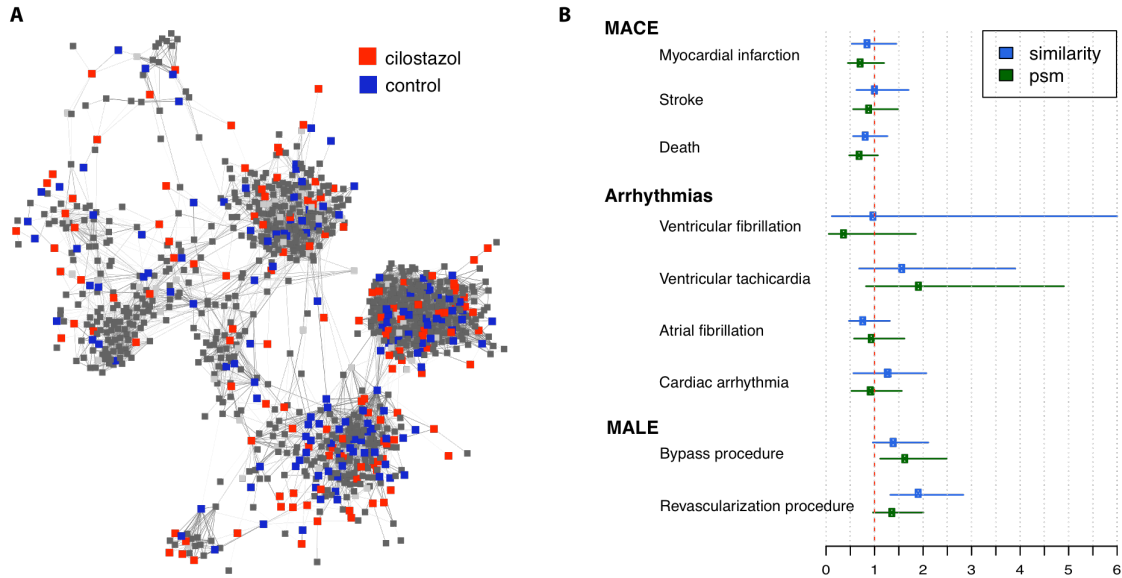 A
cilostazol
control
B
MACE
Myocardial infarction
Stroke
Death
Arrhythmias
Ventricular fibrillation
Ventricular tachicardia
Atrial fibrillation
Cardiac arrhythmia
MALE
Bypass procedure
Revascularization procedure
similarity
psm
0 1 2 3 4 5 6